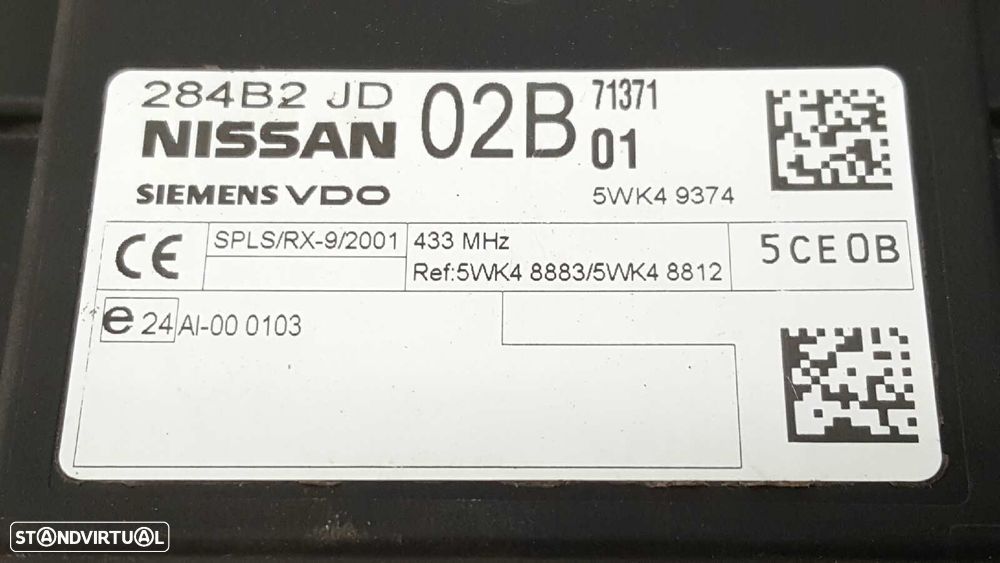 284B2 JD
NISSAN
02B
71371
01
SIEMENS VDO
5WK4 9374
CE
SPLS/RX-9/2001
433 MHz
Ref:5WK4 8883/5WK4 8812
5CE0B
e 24 AI-00 0103
STANDVIRTUAL